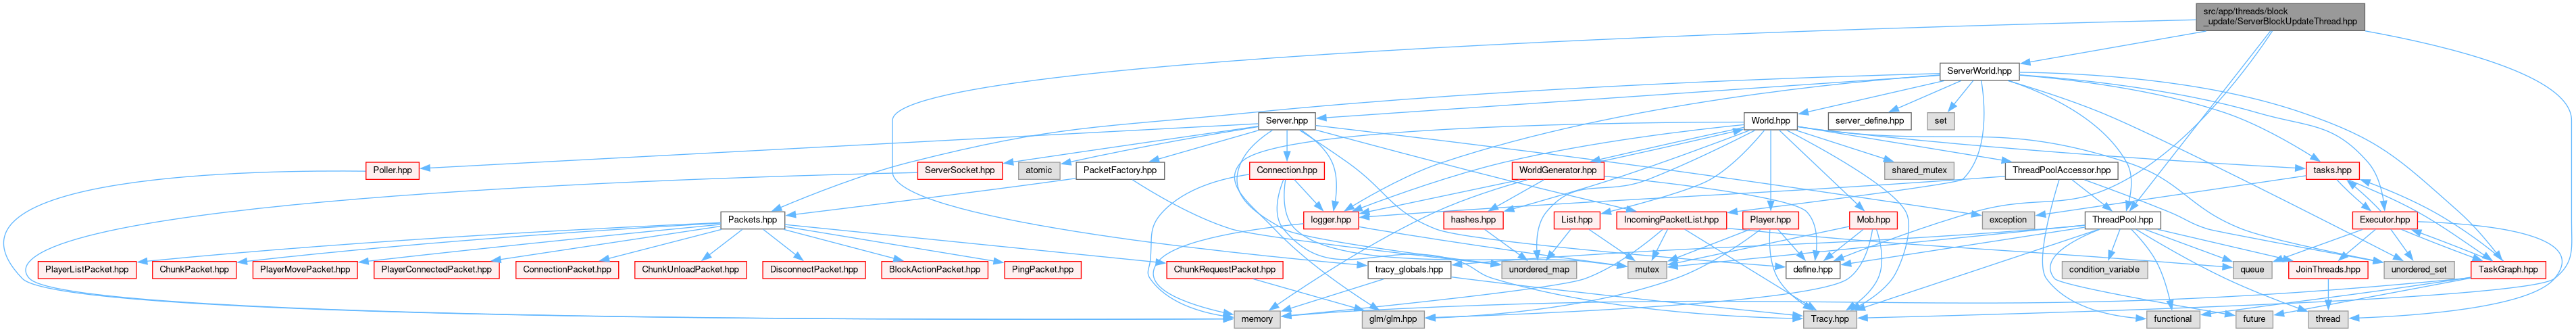 src/app/threads/block
_update/ServerBlockUpdateThread.hpp
ServerWorld.hpp
Server.hpp
World.hpp
server_define.hpp
set
Poller.hpp
ServerSocket.hpp
atomic
PacketFactory.hpp
Connection.hpp
WorldGenerator.hpp
shared_mutex
ThreadPoolAccessor.hpp
tasks.hpp
Packets.hpp
logger.hpp
hashes.hpp
List.hpp
IncomingPacketList.hpp
Player.hpp
Mob.hpp
exception
ThreadPool.hpp
Executor.hpp
PlayerListPacket.hpp
ChunkPacket.hpp
PlayerMovePacket.hpp
PlayerConnectedPacket.hpp
ConnectionPacket.hpp
ChunkUnloadPacket.hpp
DisconnectPacket.hpp
BlockActionPacket.hpp
PingPacket.hpp
ChunkRequestPacket.hpp
tracy_globals.hpp
unordered_map
mutex
define.hpp
condition_variable
queue
JoinThreads.hpp
unordered_set
TaskGraph.hpp
memory
glm/glm.hpp
Tracy.hpp
functional
future
thread